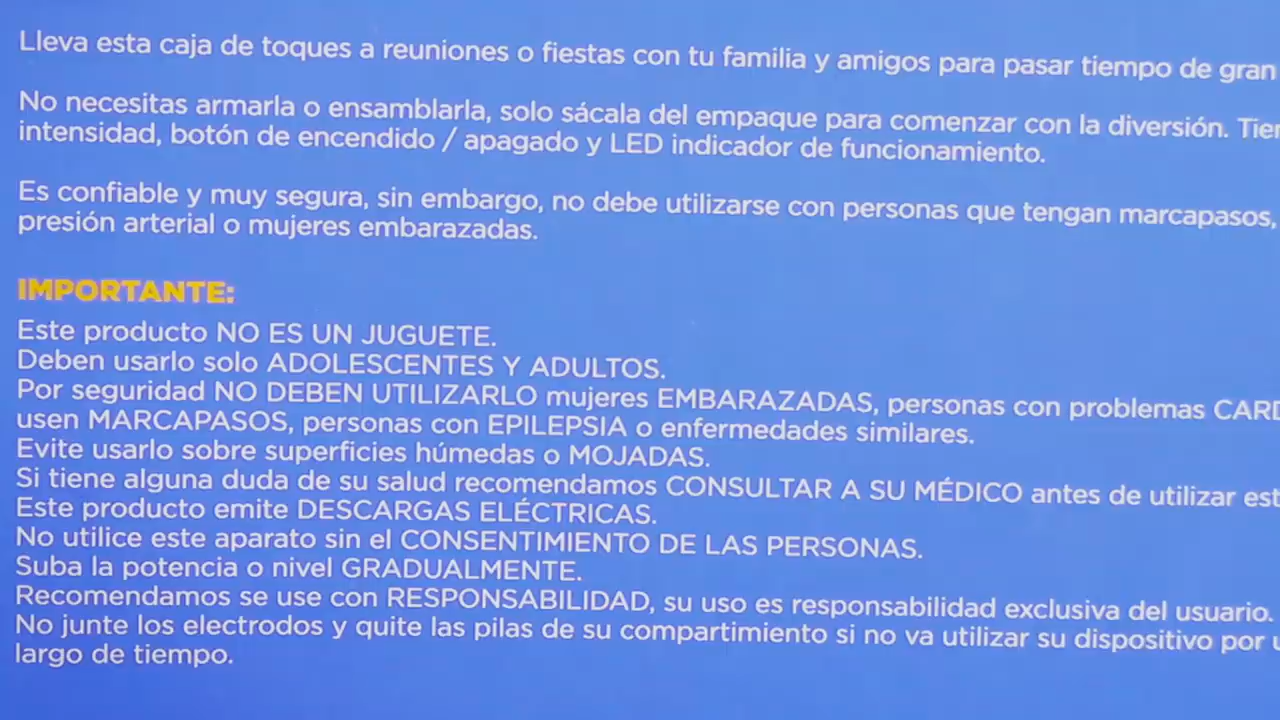 Lleva esta caja de toques a reuniones o fiestas con tu familia y amigos para pasar tiempo de gran
No necesitas armarla o ensamblarla, solo sácala del empaque para comenzar con la diversión.
intensidad, botón de encendido / apagado y LED indicador de funcionamiento.
Es confiable y muy segura, sin embargo, no debe utilizarse con personas que tengan marcapasos,
presión arterial o mujeres embarazadas.
IMPORTANTE:
Este producto NO ES UN JUGUETE.
Deben usarlo solo ADOLESCENTES Y ADULTOS.
Por seguridad NO DEBEN UTILIZARLO mujeres EMBARAZADAS, personas con problemas
usen MARCAPASOS, personas con EPILEPSIA o enfermedades similares.
Evite usarlo sobre superficies húmedas o MOJADAS.
Si tiene alguna duda de su salud recomendamos CONSULTAR A SU MÉDICO antes de utilizar
Este producto emite DESCARGAS ELÉCTRICAS.
No utilice este aparato sin el CONSENTIMIENTO DE LAS PERSONAS.
Suba la potencia o nivel GRADUALMENTE.
Recomendamos se use con RESPONSABILIDAD, su uso es responsabilidad exclusiva del usuario.
No junte los electrodos y quite las pilas de su compartimiento si no va utilizar su dispositivo por
largo de tiempo.